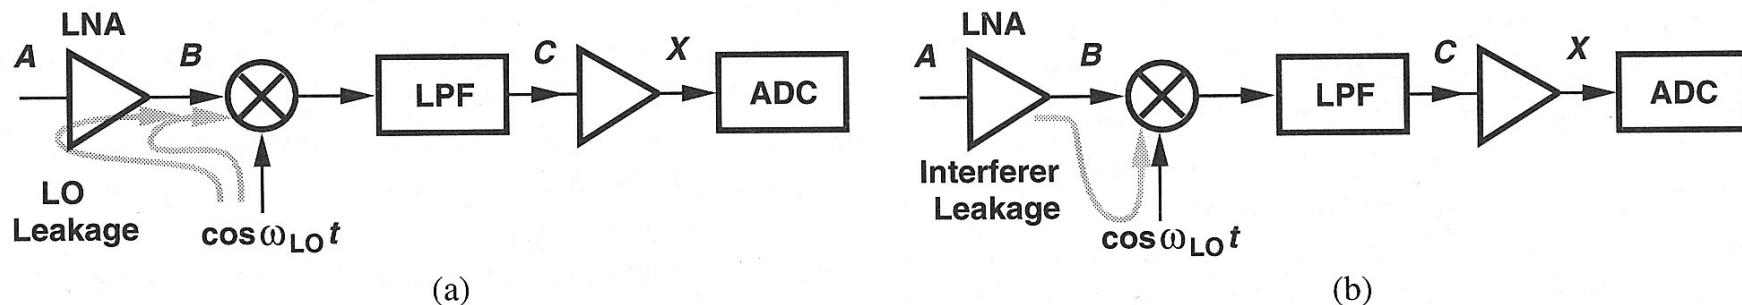 LNA
A
B
LPF
C
X
ADC
LO
Leakage
cos ω_LO t
(a)
LNA
A
B
LPF
C
X
ADC
Interferer
Leakage
cos ω_LO t
(b)